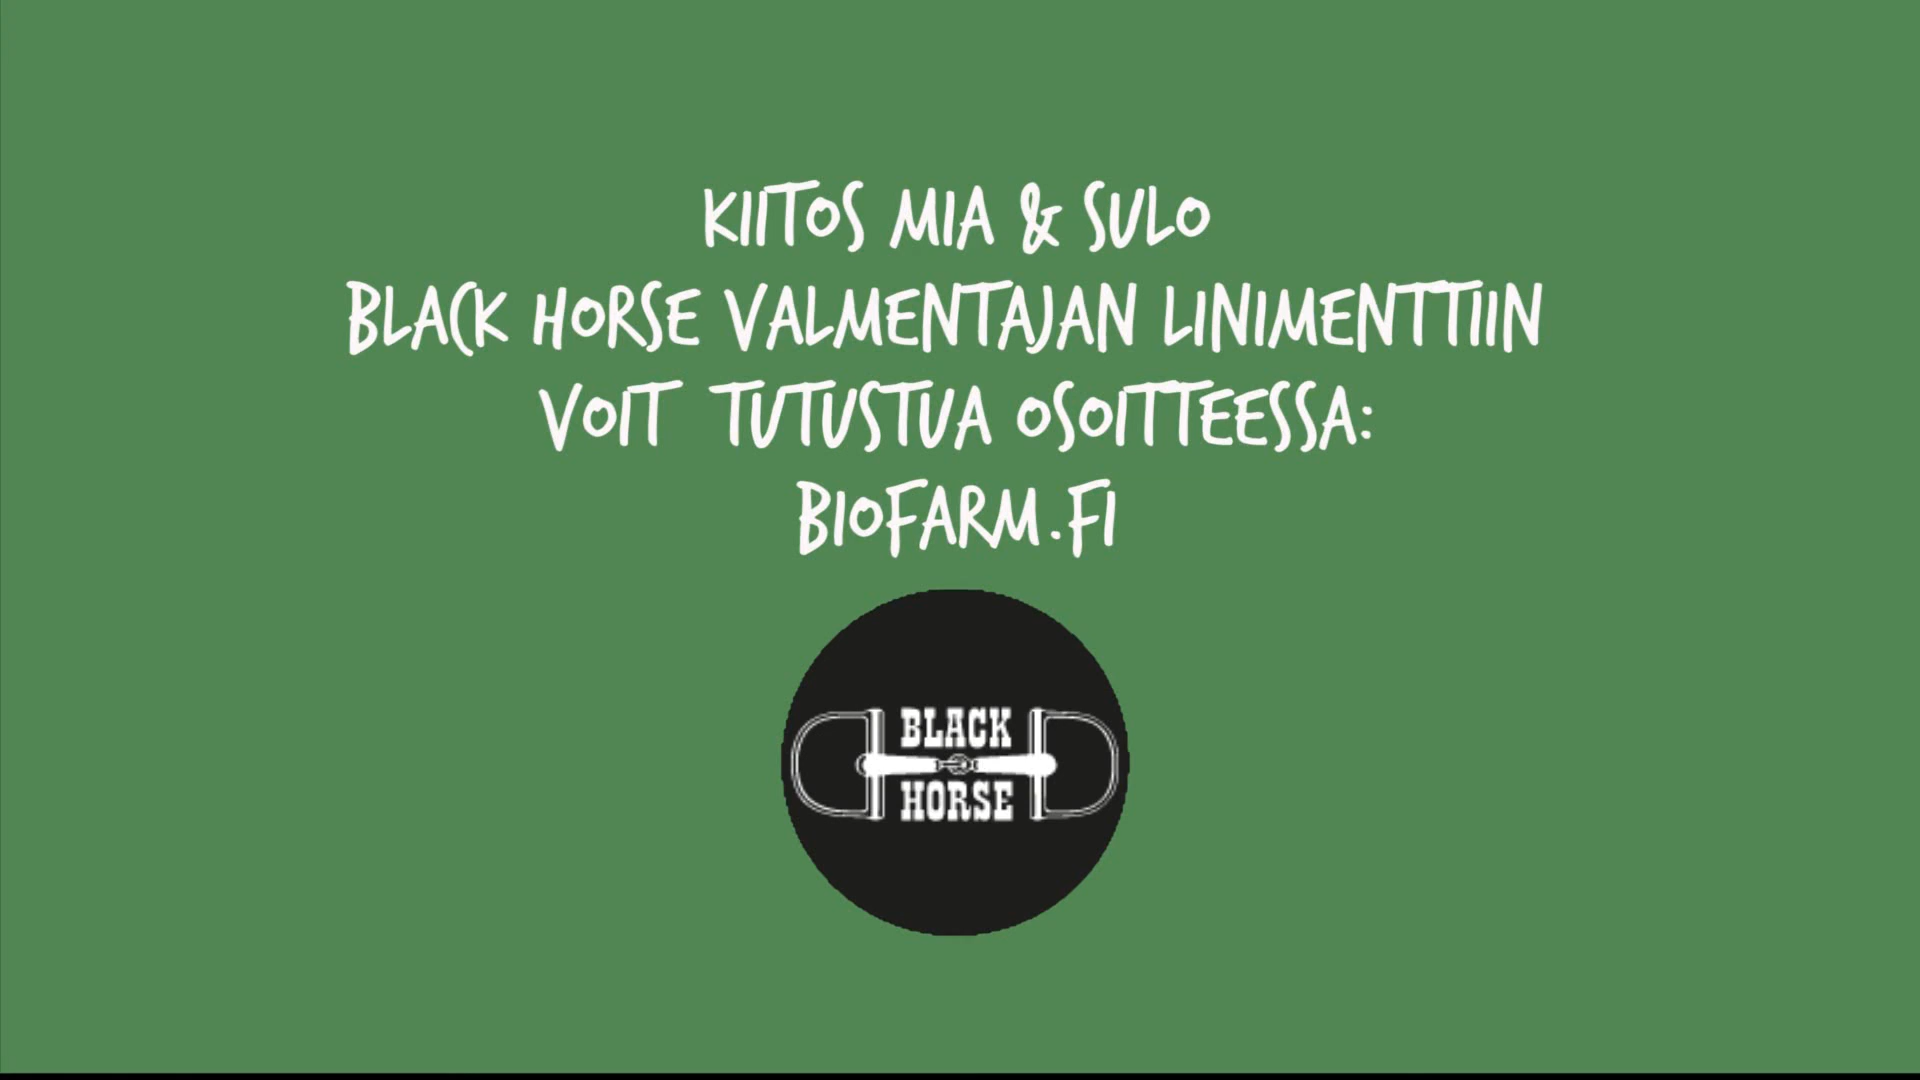 KIITOS MIA & SULO
BLACK HORSE VALMENTAJAN LINIMENTTIIN
VOIT TUTUSTUA OSOITTEESSA:
BIOFARM.FI
BLACK
HORSE